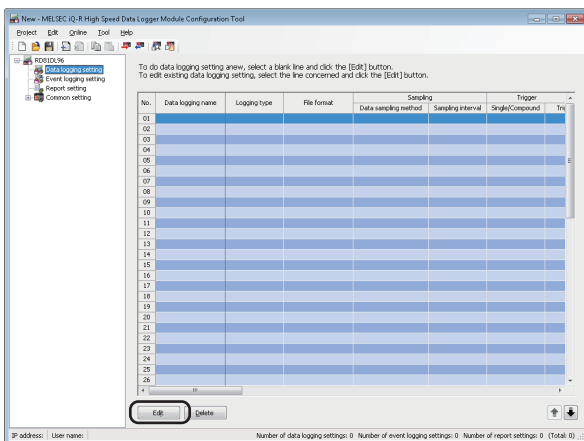 New - MELSEC iQ-R High Speed Data Logger Module Configuration Tool
Project Edit Online Tool Help
RD81DL96
Data logging setting
Event logging setting
Report setting
Common setting
To do data logging setting anew, select a blank line and click the [Edit] button.
To edit existing data logging setting, select the line concerned and click the [Edit] button.
No. Data logging name Logging type File format Sampling Trigger
Data sampling method Sampling interval Single/Compound Trig
01
02
03
04
05
06
07
08
09
10
11
12
13
14
15
16
17
18
19
20
21
22
23
24
25
26
Edit Delete
IP address: User name: Number of data logging settings: 0 Number of event logging settings: 0 Number of report settings: 0 (Total: 0)